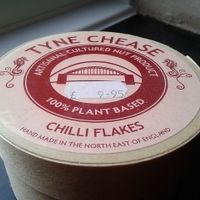 TYNE CHEASE
ARTISANAL CULTURED NUT PRODUCT
£ 9.95
100% PLANT BASED.
CHILLI FLAKES
HAND MADE IN THE NORTH EAST OF ENGLAND